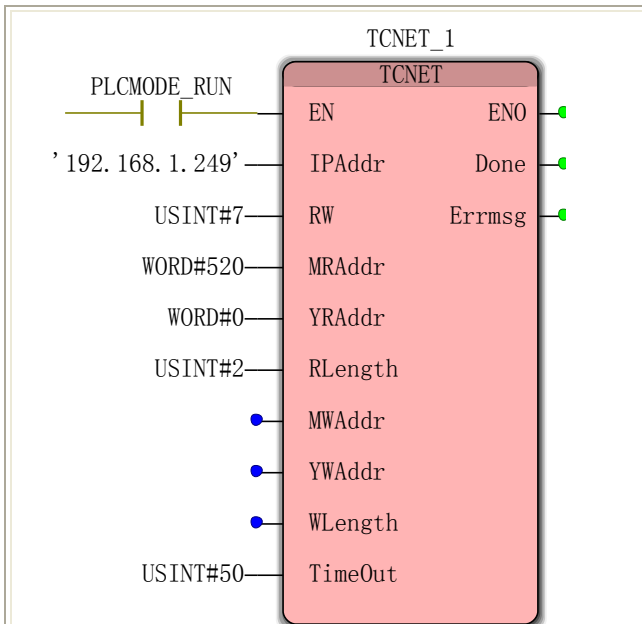 TCNET_1
TCNET
PLCMODE_RUN
EN ENO
'192.168.1.249' IPAddr Done
USINT#7 RW Errmsg
WORD#520 MRAddr
WORD#0 YRAddr
USINT#2 RLength
MWAddr
YWAddr
WLength
USINT#50 TimeOut